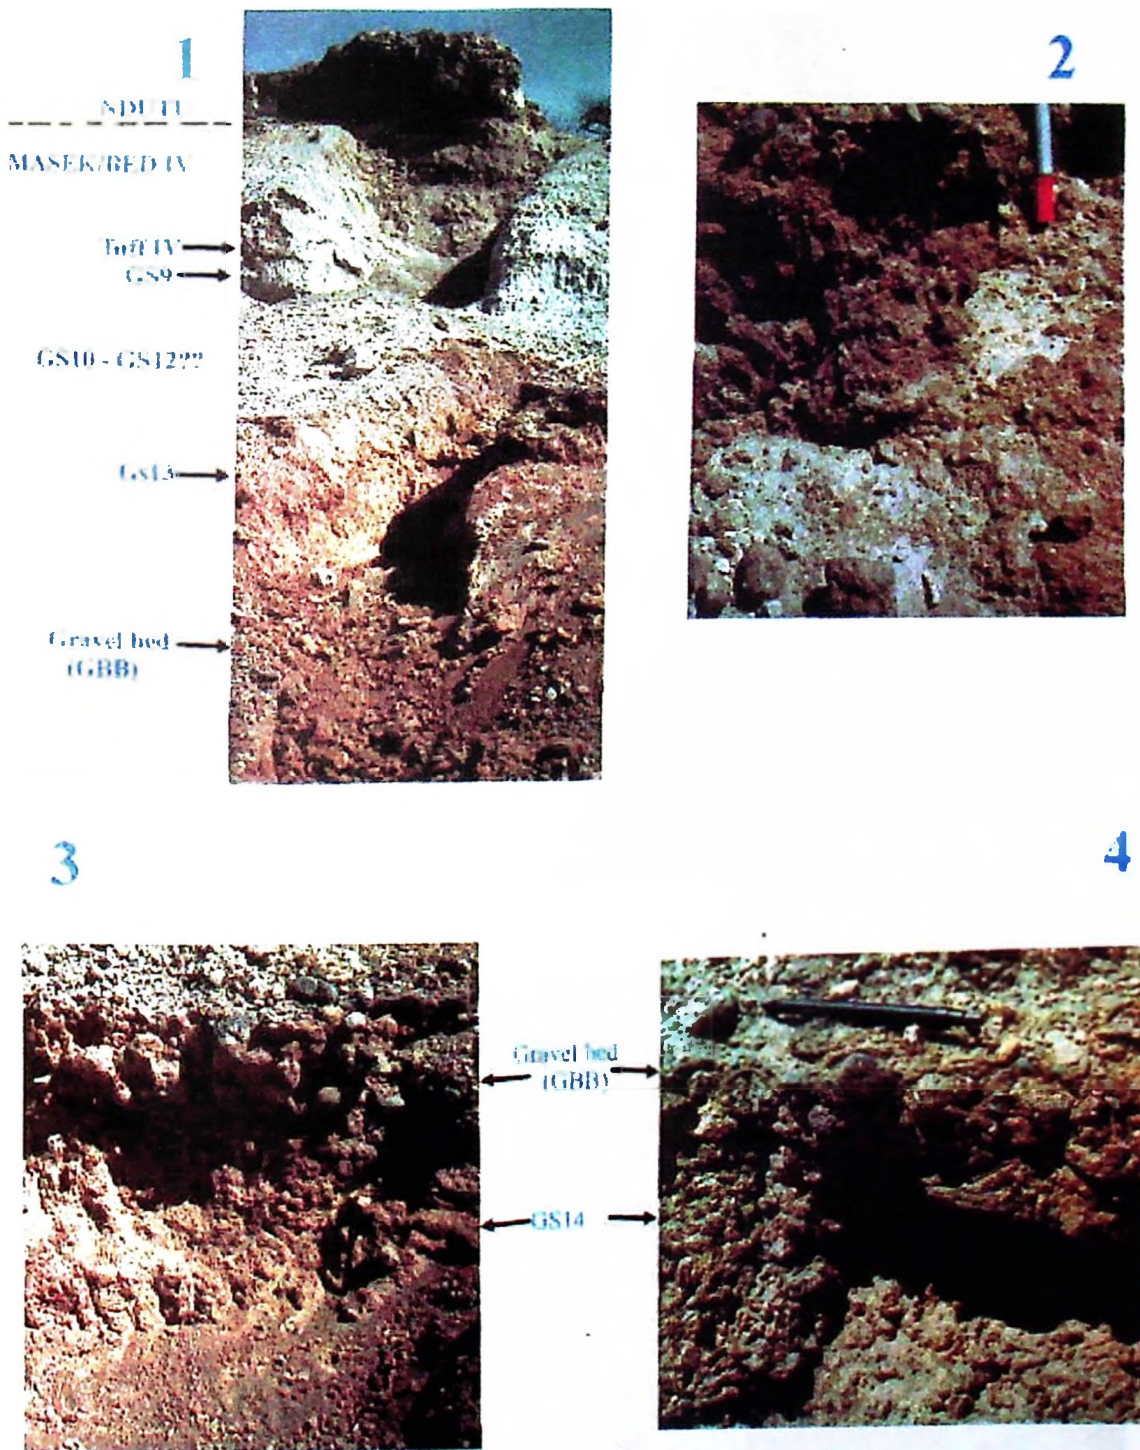 1
2
NDUTU
MASEK/BED IV
Tuff IV
GS9
GS10 - GS12??
Gs13
Gravel bed
(GBB)
3
4
Gravel bed
(GBB)
GS14